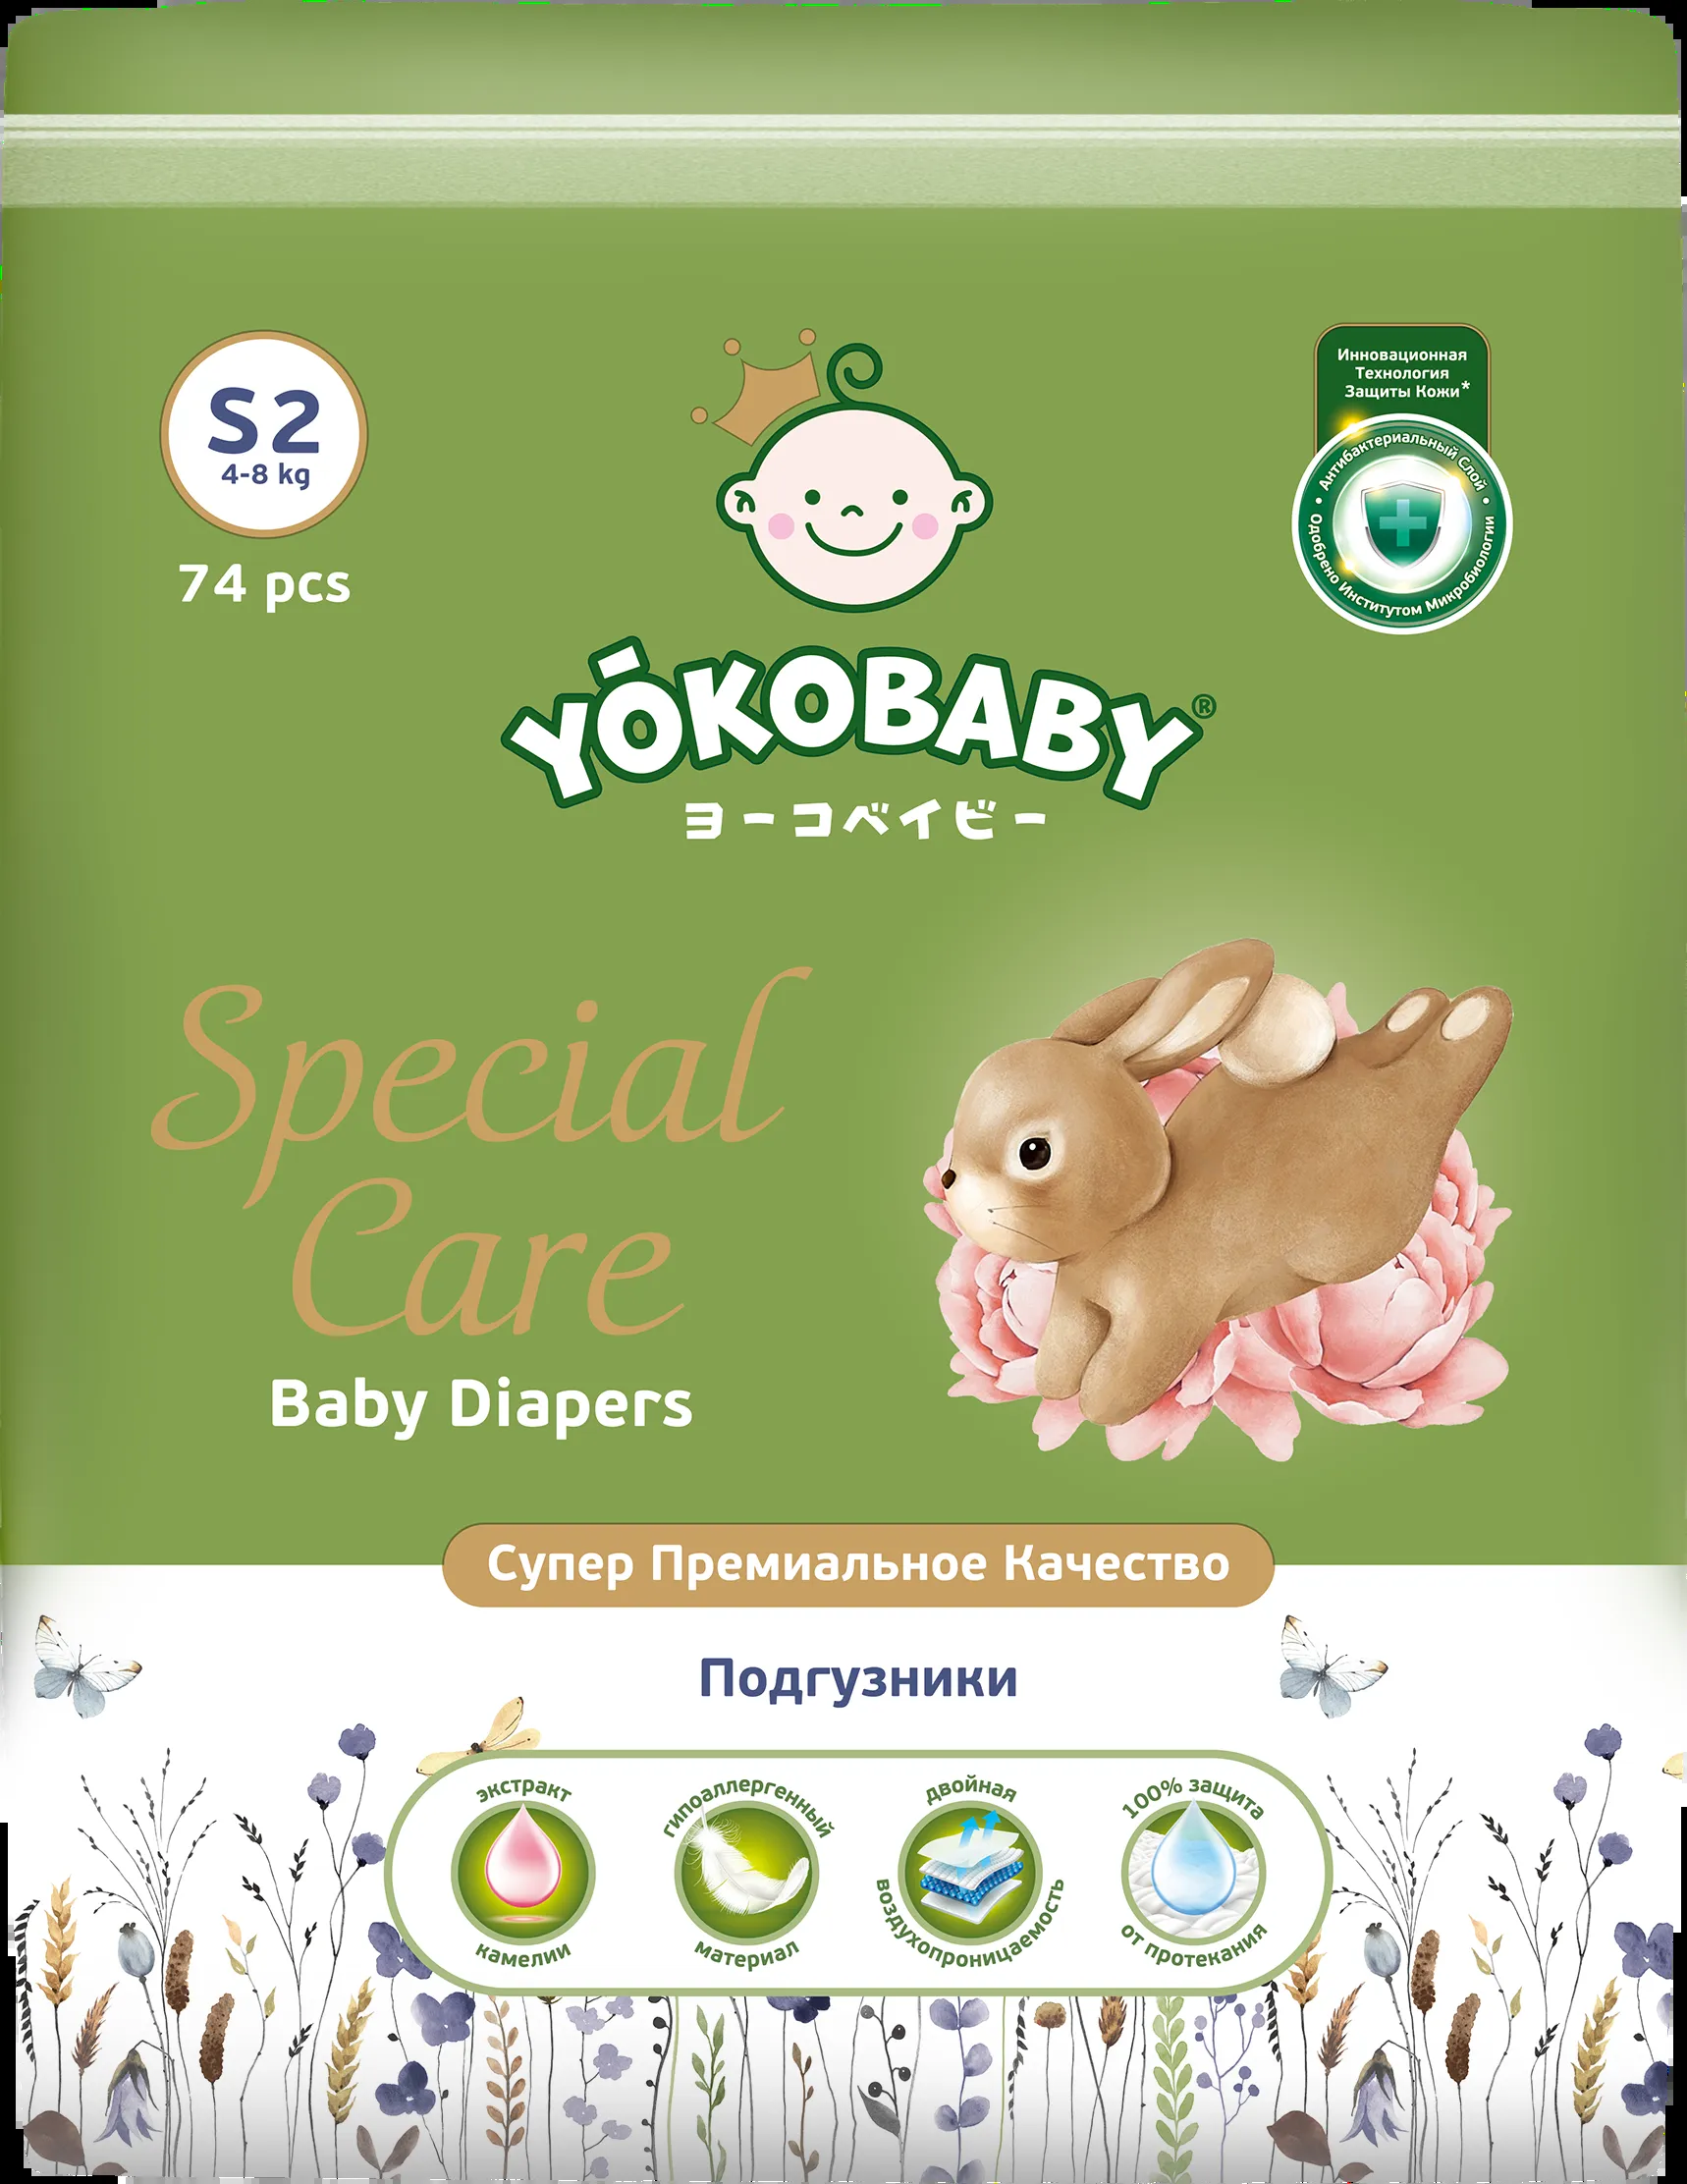 S2
4-8 kg
74 pcs
Инновационная
Технология
Защиты Кожи*
Антибактериальный Слой
Одобрено Институтом Микробиологии
YŌKOBABY®
ヨーコベイビー
Special
Care
Baby Diapers
Супер Премиальное Качество
Подгузники
экстракт
камелии
гипоаллергенный
материал
двойная
воздухопроницаемость
100% защита
от протекания